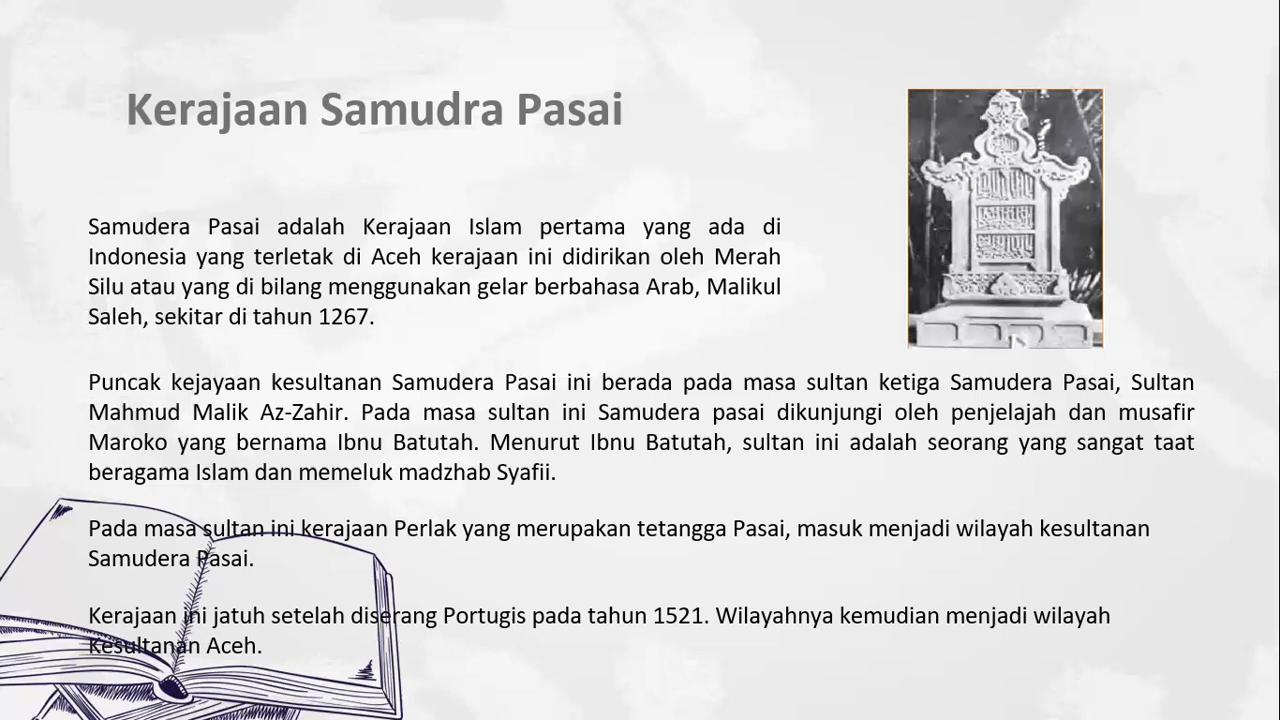 Kerajaan Samudra Pasai
Samudera Pasai adalah Kerajaan Islam pertama yang ada di
Indonesia yang terletak di Aceh kerajaan ini didirikan oleh Merah
Silu atau yang di bilang menggunakan gelar berbahasa Arab, Malikul
Saleh, sekitar di tahun 1267.
Puncak kejayaan kesultanan Samudera Pasai ini berada pada masa sultan ketiga Samudera Pasai, Sultan
Mahmud Malik Az-Zahir. Pada masa sultan ini Samudera pasai dikunjungi oleh penjelajah dan musafir
Maroko yang bernama Ibnu Batutah. Menurut Ibnu Batutah, sultan ini adalah seorang yang sangat taat
beragama Islam dan memeluk madzhab Syafii.
Pada masa sultan ini kerajaan Perlak yang merupakan tetangga Pasai, masuk menjadi wilayah kesultanan
Samudera Pasai.
Kerajaan ini jatuh setelah diserang Portugis pada tahun 1521. Wilayahnya kemudian menjadi wilayah
Kesultanan Aceh.